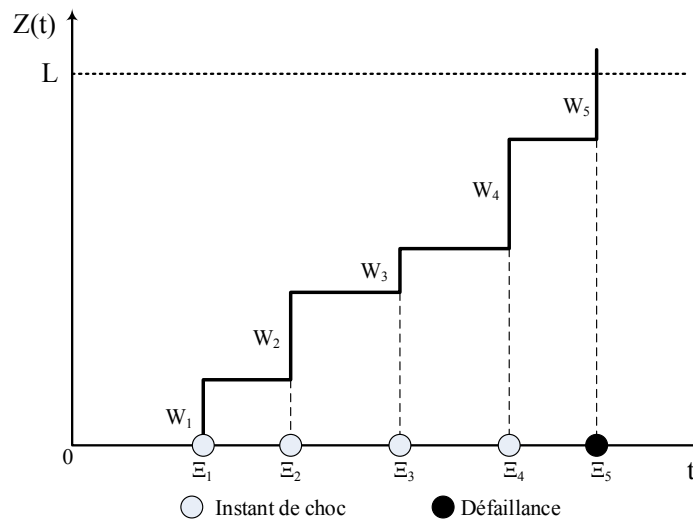 Z(t)
L
W₅
W₄
W₃
W₂
W₁
0
Ξ₁ Ξ₂ Ξ₃ Ξ₄ Ξ₅ t
Instant de choc Défaillance